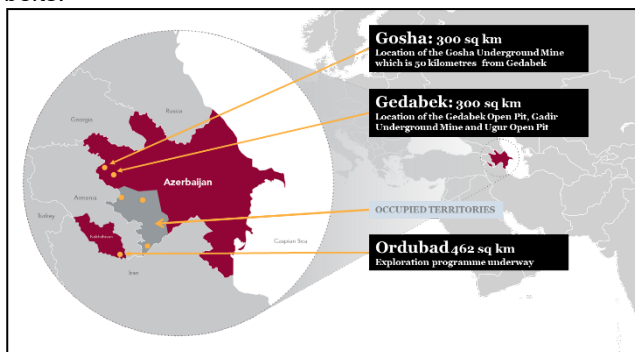 Gosha: 300 sq km
Location of the Gosha Underground Mine
which is 50 kilometres from Gedabek
Gedabek: 300 sq km
Location of the Gedabek Open Pit, Gadir
Underground Mine and Ugur Open Pit
Georgia
Russia
Azerbaijan
Armenia
OCCUPIED TERRITORIES
Turkey
Nakhchivan
Caspian Sea
Ordubad 462 sq km
Exploration programme underway
Iran